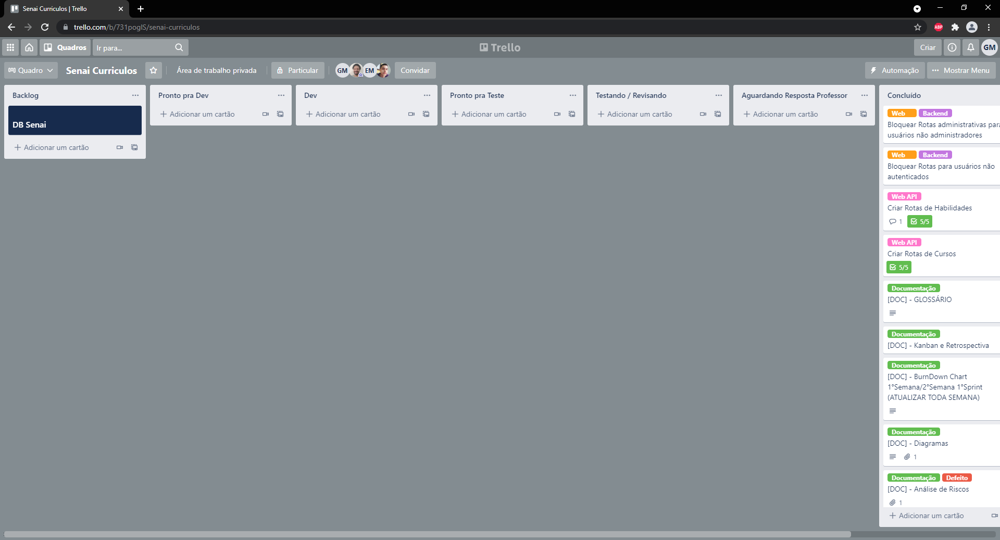 Senai Curriculos | Trello
trello.com/b/731poglS/senai-curriculos
ABP
Quadros
Ir para...
Trello
Criar
GM
Quadro
Senai Curriculos
Área de trabalho privada
Particular
GM
EM
Convidar
Automação
Mostrar Menu
Backlog
DB Senai
Adicionar um cartão
Pronto pra Dev
Adicionar um cartão
Dev
Adicionar um cartão
Pronto pra Teste
Adicionar um cartão
Testando / Revisando
Adicionar um cartão
Aguardando Resposta Professor
Adicionar um cartão
Concluído
Web Backend
Bloquear Rotas administrativas para
usuários não administradores
Web Backend
Bloquear Rotas para usuários não
autenticados
Web API
Criar Rotas de Habilidades
1 5/5
Web API
Criar Rotas de Cursos
5/5
Documentação
[DOC] - GLOSSÁRIO
Documentação
[DOC] - Kanban e Retrospectiva
Documentação
[DOC] - BurnDown Chart
1°Semana/2°Semana 1°Sprint
(ATUALIZAR TODA SEMANA)
Documentação
[DOC] - Diagramas
1
Documentação Defeito
[DOC] - Análise de Riscos
1
Adicionar um cartão